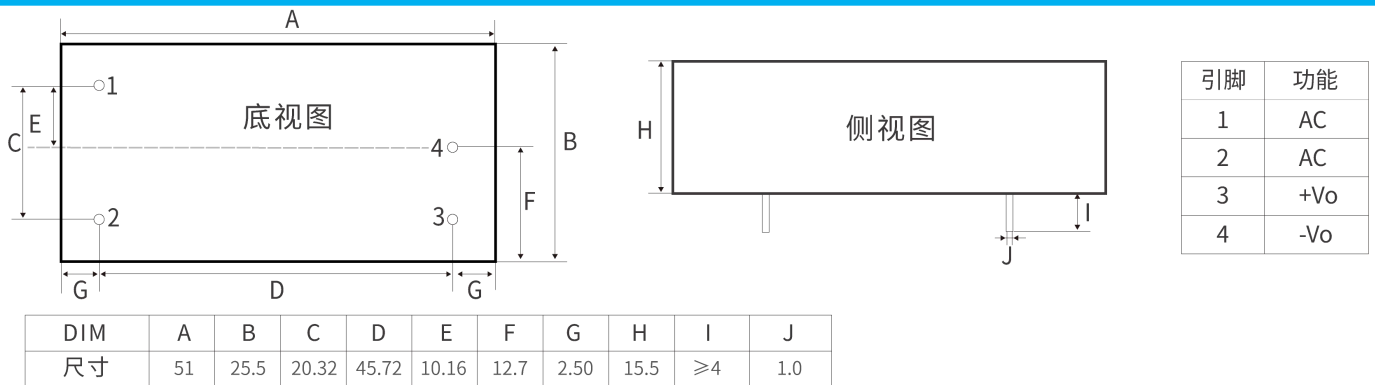 A
1
底视图
E
C
4
B
F
2
3
G
D
G
H
侧视图
I
J
引脚 功能
1 AC
2 AC
3 +Vo
4 -Vo
DIM A B C D E F G H I J
尺寸 51 25.5 20.32 45.72 10.16 12.7 2.50 15.5 ≥4 1.0